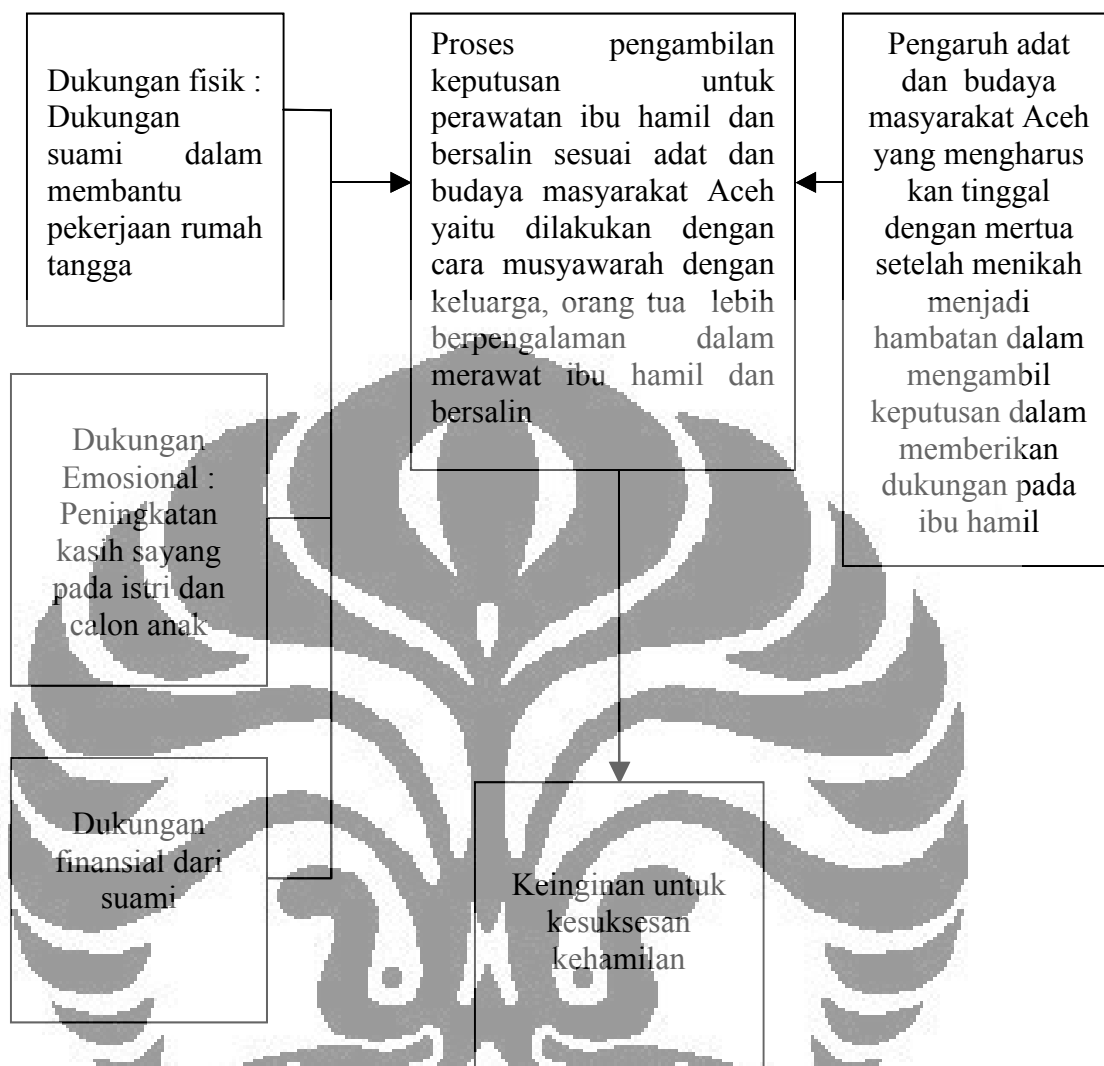 Dukungan fisik :
Dukungan
suami dalam
membantu
pekerjaan rumah
tangga
Dukungan
Emosional :
Peningkatan
kasih sayang
pada istri dan
calon anak
Dukungan
finansial dari
suami
Proses pengambilan
keputusan untuk
perawatan ibu hamil dan
bersalin sesuai adat dan
budaya masyarakat Aceh
yaitu dilakukan dengan
cara musyawarah dengan
keluarga, orang tua lebih
berpengalaman dalam
merawat ibu hamil dan
bersalin
Keinginan untuk
kesuksesan
kehamilan
Pengaruh adat
dan budaya
masyarakat Aceh
yang mengharus
kan tinggal
dengan mertua
setelah menikah
menjadi
hambatan dalam
mengambil
keputusan dalam
memberikan
dukungan pada
ibu hamil